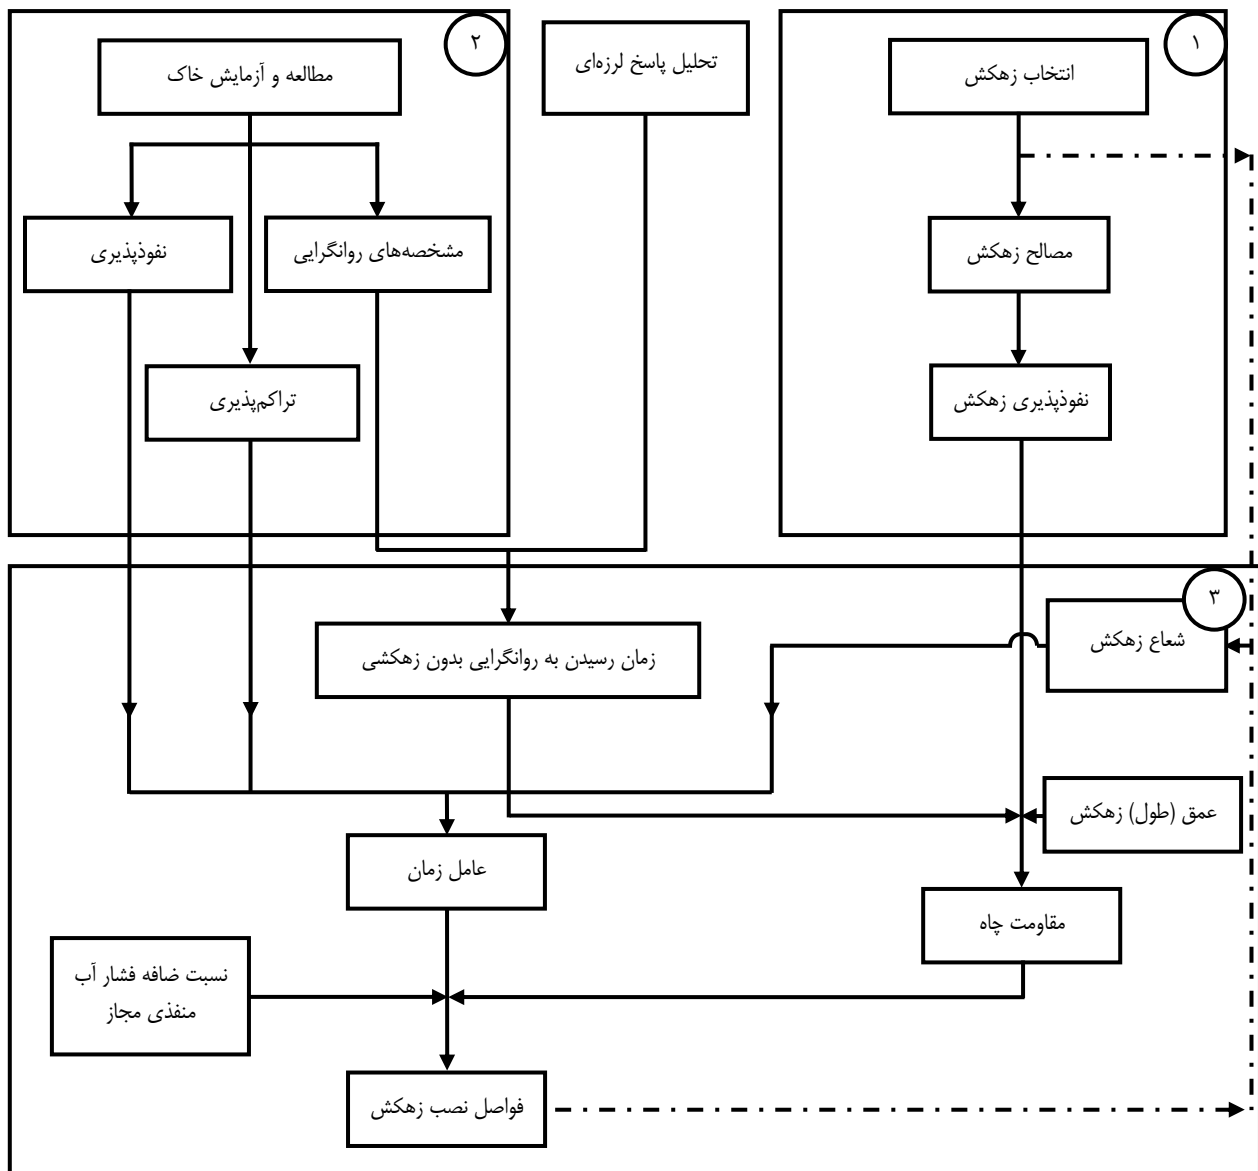 ۱
انتخاب زهکش
مصالح زهکش
نفوذپذیری زهکش
تحلیل پاسخ لرزه‌ای
۲
مطالعه و آزمایش خاک
مشخصه‌های روانگرایی
نفوذپذیری
تراکم‌پذیری
۳
شعاع زهکش
زمان رسیدن به روانگرایی بدون زهکشی
عمق (طول) زهکش
عامل زمان
مقاومت چاه
نسبت ضافه فشار آب
منفذی مجاز
فواصل نصب زهکش